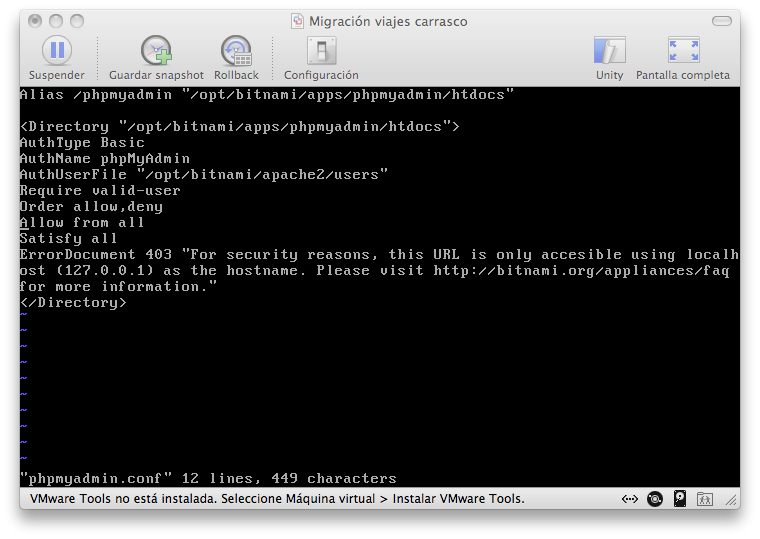 Migración viajes carrasco
Suspender
Guardar snapshot
Rollback
Configuración
Unity
Pantalla completa
Alias /phpmyadmin "/opt/bitnami/apps/phpmyadmin/htdocs"
<Directory "/opt/bitnami/apps/phpmyadmin/htdocs">
AuthType Basic
AuthName phpMyAdmin
AuthUserFile "/opt/bitnami/apache2/users"
Require valid-user
Order allow,deny
Allow from all
Satisfy all
ErrorDocument 403 "For security reasons, this URL is only accesible using localh
ost (127.0.0.1) as the hostname. Please visit http://bitnami.org/appliances/faq
for more information."
</Directory>
~
~
~
~
~
~
~
~
~
~
"phpmyadmin.conf" 12 lines, 449 characters
VMware Tools no está instalada. Seleccione Máquina virtual > Instalar VMware Tools.